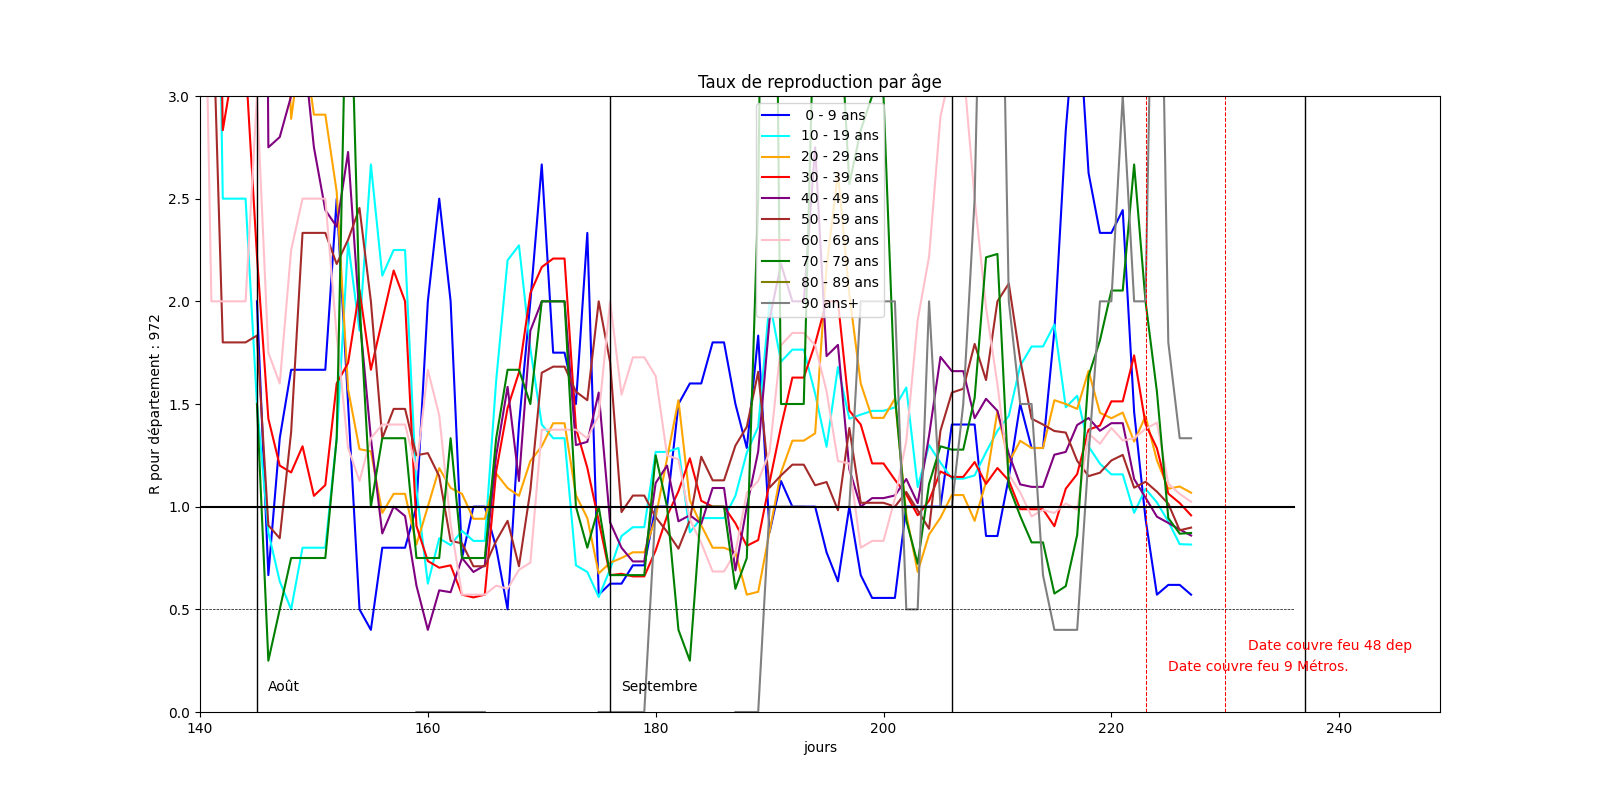 Taux de reproduction par âge
R pour département : 972
3.0
2.5
2.0
1.5
1.0
0.5
0.0
0 - 9 ans
10 - 19 ans
20 - 29 ans
30 - 39 ans
40 - 49 ans
50 - 59 ans
60 - 69 ans
70 - 79 ans
80 - 89 ans
90 ans+
Date couvre feu 48 dep
Date couvre feu 9 Métros.
Août
Septembre
140
160
180
200
220
240
jours